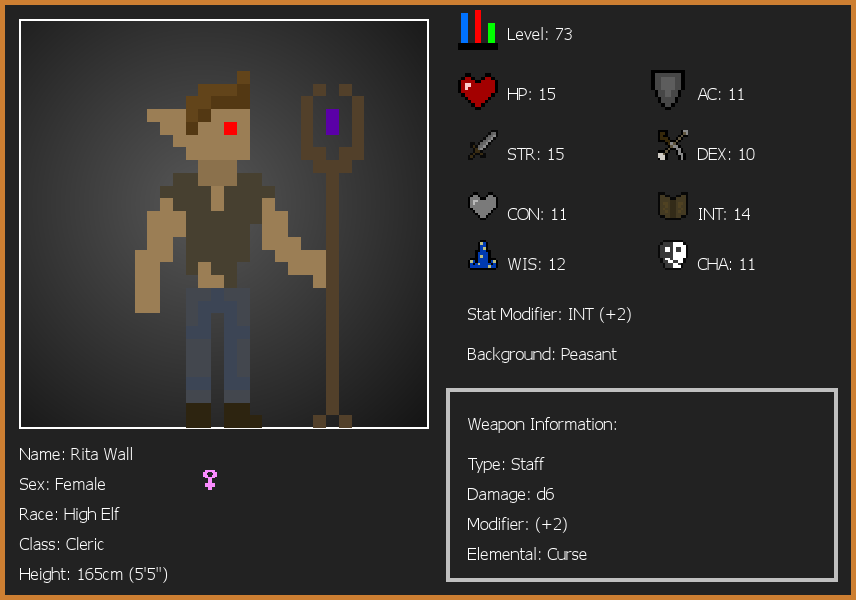 Level: 73
HP: 15
AC: 11
STR: 15
DEX: 10
CON: 11
INT: 14
WIS: 12
CHA: 11
Stat Modifier: INT (+2)
Background: Peasant
Name: Rita Wall
Sex: Female
Race: High Elf
Class: Cleric
Height: 165cm (5'5")
Weapon Information:
Type: Staff
Damage: d6
Modifier: (+2)
Elemental: Curse